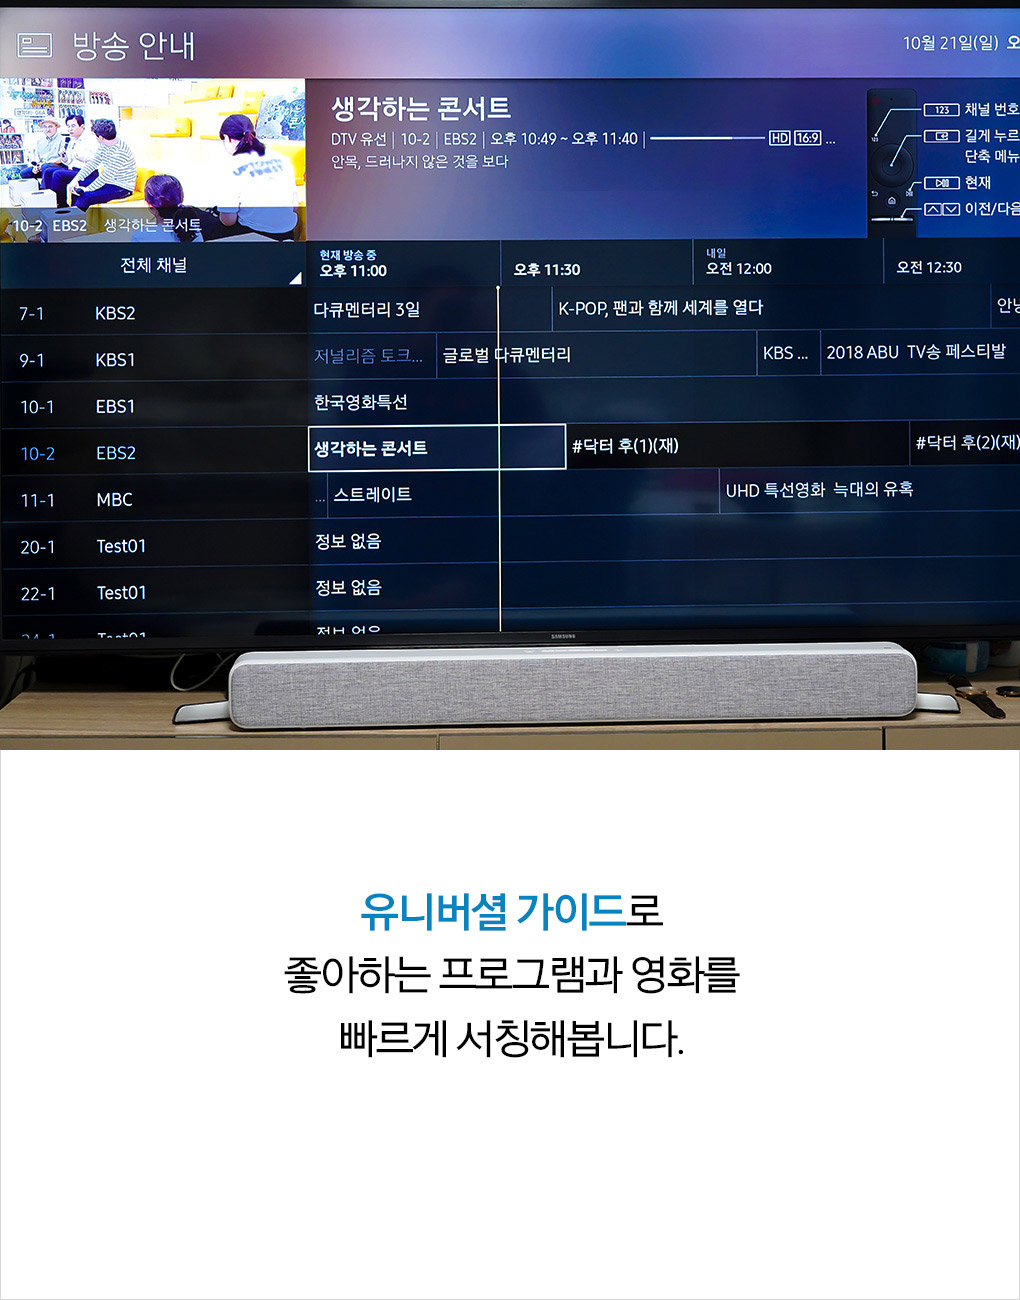 방송 안내
10월 21일(일) 오
생각하는 콘서트
DTV 유선 | 10-2 | EBS2 | 오후 10:49 ~ 오후 11:40 | HD 16:9 ...
안목, 드러나지 않은 것을 보다
123 채널 번호
길게 누르
단축 메뉴
현재
이전/다음
10-2 EBS2 생각하는 콘서트
전체 채널
현재 방송 중
오후 11:00
오후 11:30
내일
오전 12:00
오전 12:30
7-1 KBS2 다큐멘터리 3일 K-POP, 팬과 함께 세계를 열다 안녕
9-1 KBS1 저널리즘 토크... 글로벌 다큐멘터리 KBS ... 2018 ABU TV송 페스티발
10-1 EBS1 한국영화특선
10-2 EBS2 생각하는 콘서트 #닥터 후(1)(재) #닥터 후(2)(재)
11-1 MBC ... 스트레이트 UHD 특선영화 늑대의 유혹
20-1 Test01 정보 없음
22-1 Test01 정보 없음
24-1 Test01 정보 없음
SAMSUNG
유니버셜 가이드로
좋아하는 프로그램과 영화를
빠르게 서칭해봅니다.